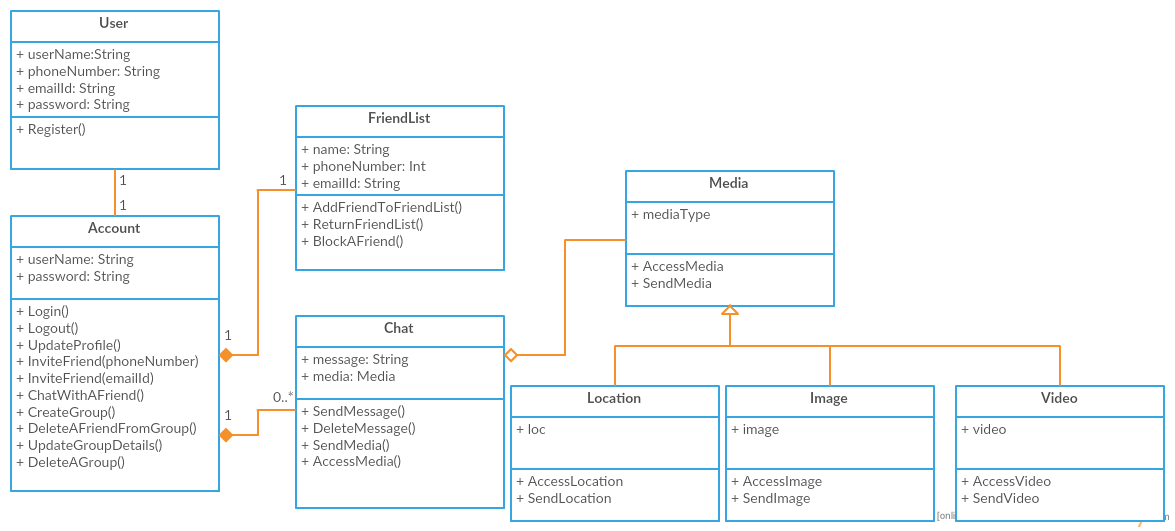 User
+ userName:String
+ phoneNumber: String
+ emailId: String
+ password: String
+ Register()
1
1
Account
+ userName: String
+ password: String
+ Login()
+ Logout()
+ UpdateProfile()
+ InviteFriend(phoneNumber)
+ InviteFriend(emailId)
+ ChatWithAFriend()
+ CreateGroup()
+ DeleteAFriendFromGroup()
+ UpdateGroupDetails()
+ DeleteAGroup()
1
1
1
0..*
FriendList
+ name: String
+ phoneNumber: Int
+ emailId: String
+ AddFriendToFriendList()
+ ReturnFriendList()
+ BlockAFriend()
Chat
+ message: String
+ media: Media
+ SendMessage()
+ DeleteMessage()
+ SendMedia()
+ AccessMedia()
Media
+ mediaType
+ AccessMedia
+ SendMedia
Location
+ loc
+ AccessLocation
+ SendLocation
Image
+ image
+ AccessImage
+ SendImage
Video
+ video
+ AccessVideo
+ SendVideo